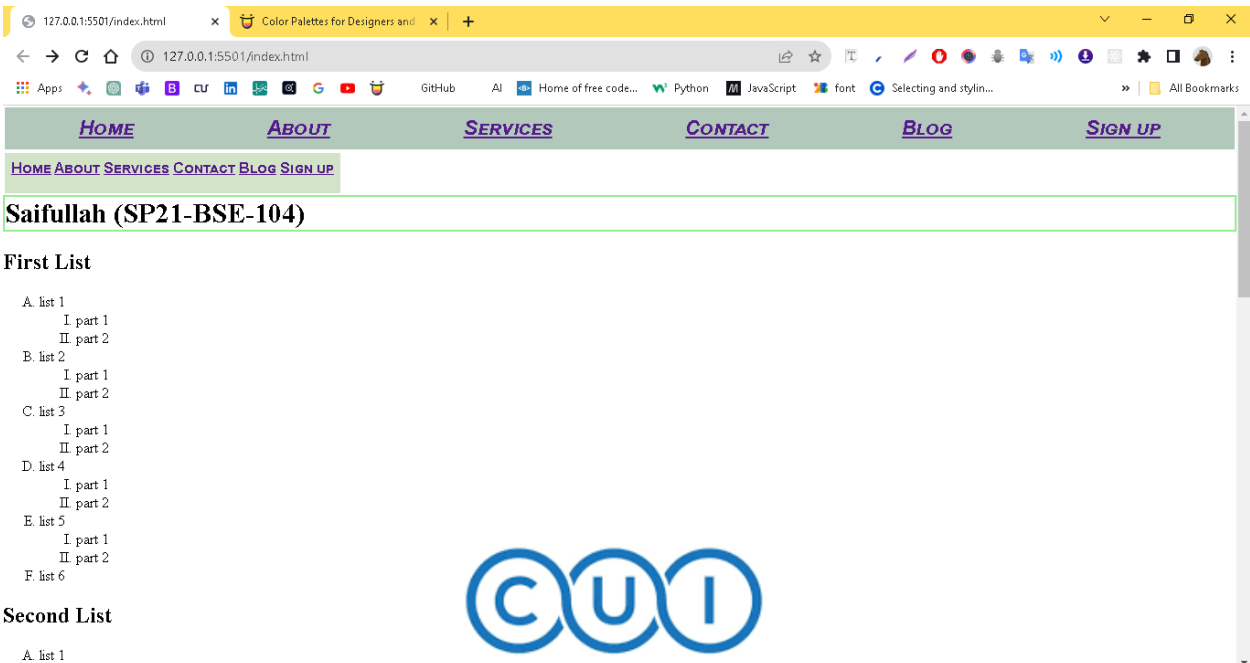 127.0.0.1:5501/index.html
Color Palettes for Designers and
127.0.0.1:5501/index.html
Apps
GitHub
AI
Home of free code...
Python
JavaScript
font
Selecting and stylin...
All Bookmarks
Home About Services Contact Blog Sign up
Home About Services Contact Blog Sign up
Saifullah (SP21-BSE-104)
First List
A. list 1
I. part 1
II. part 2
B. list 2
I. part 1
II. part 2
C. list 3
I. part 1
II. part 2
D. list 4
I. part 1
II. part 2
E. list 5
I. part 1
II. part 2
F. list 6
CUI
Second List
A. list 1